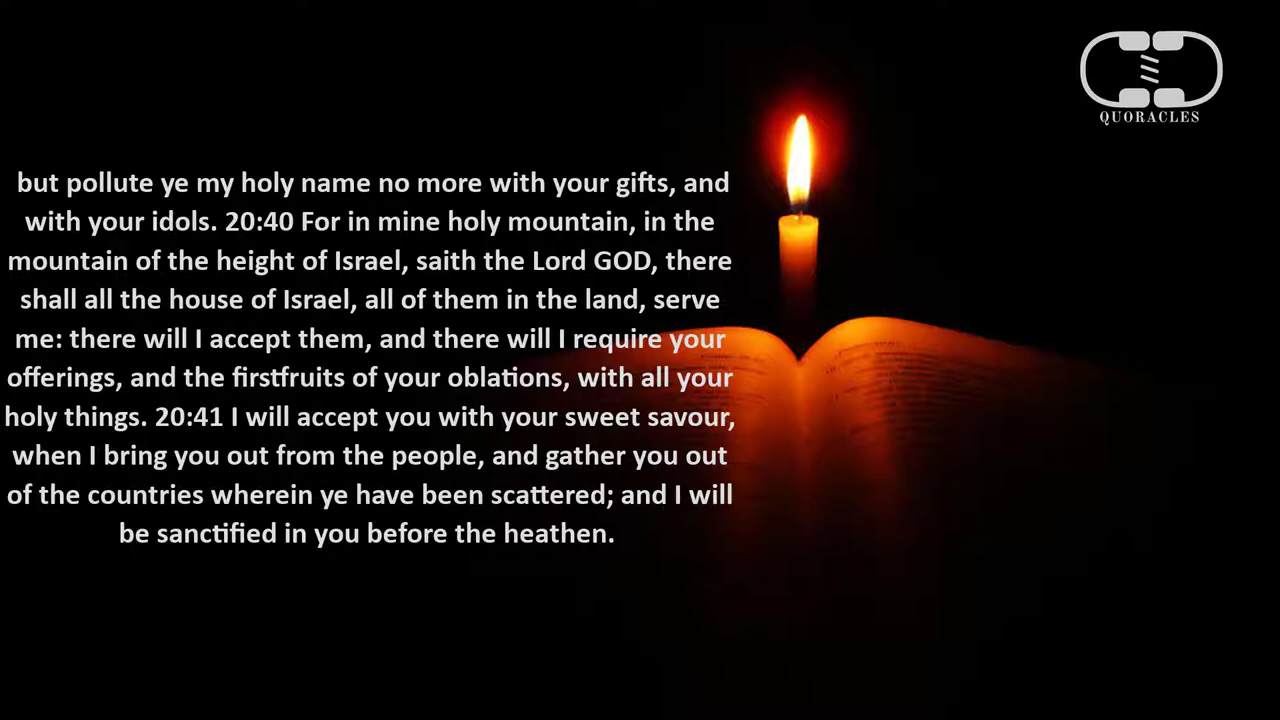 QUORACLES
but pollute ye my holy name no more with your gifts, and
with your idols. 20:40 For in mine holy mountain, in the
mountain of the height of Israel, saith the Lord GOD, there
shall all the house of Israel, all of them in the land, serve
me: there will I accept them, and there will I require your
offerings, and the firstfruits of your oblations, with all your
holy things. 20:41 I will accept you with your sweet savour,
when I bring you out from the people, and gather you out
of the countries wherein ye have been scattered; and I will
be sanctified in you before the heathen.